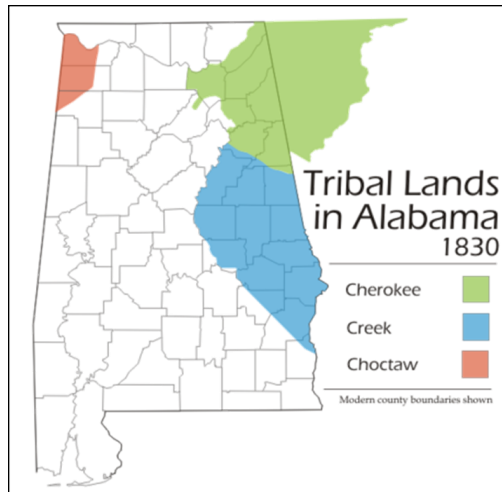 Tribal Lands
in Alabama
1830
Cherokee
Creek
Choctaw
Modern county boundaries shown